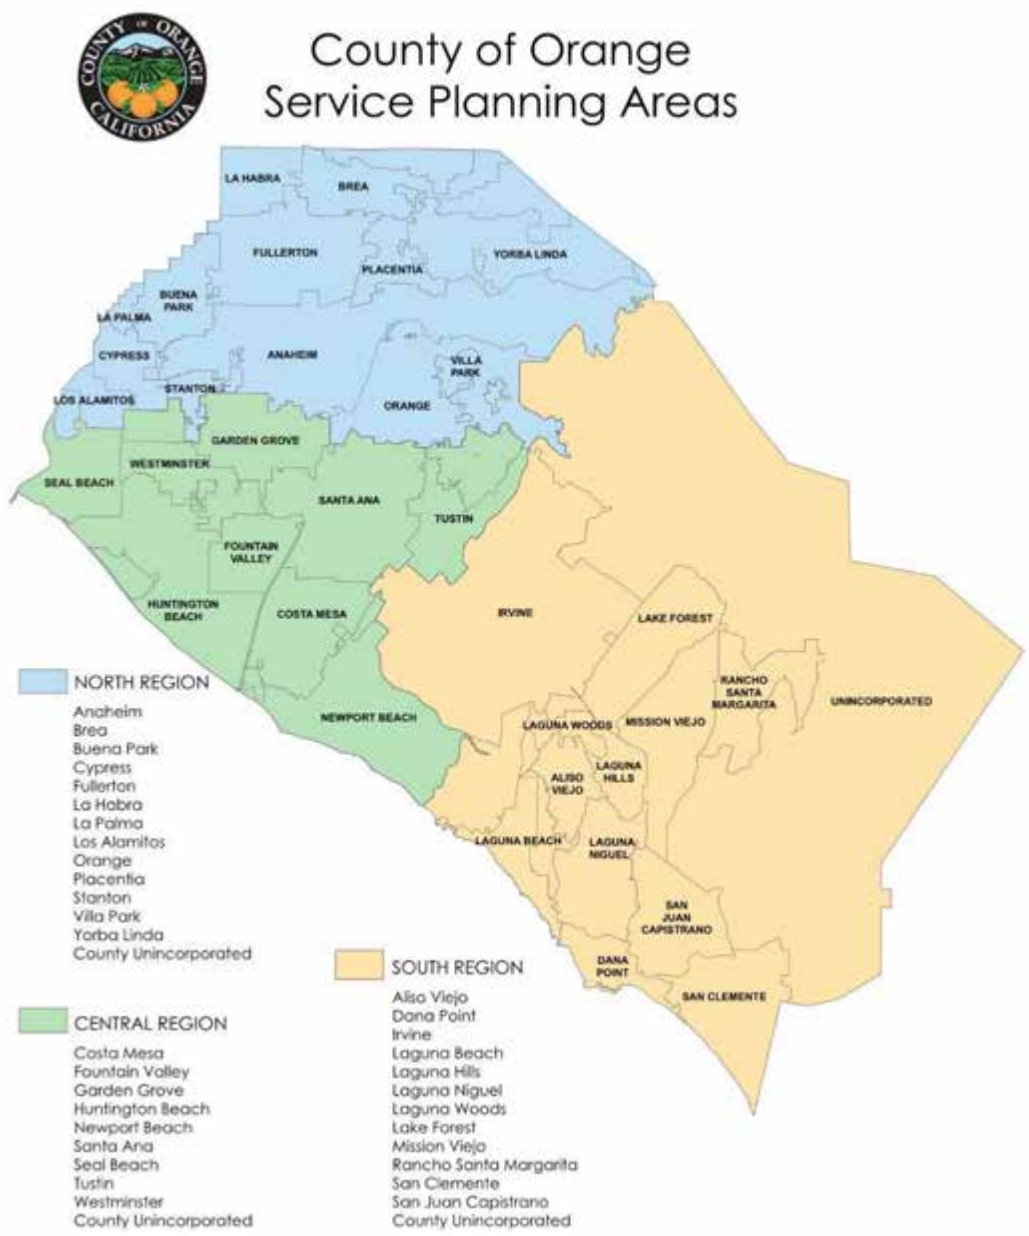 COUNTY OF ORANGE
CALIFORNIA
County of Orange
Service Planning Areas
LA HABRA
BREA
FULLERTON
PLACENTIA
YORBA LINDA
BUENA
PARK
LA PALMA
CYPRESS
ANAHEIM
VILLA
PARK
STANTON
LOS ALAMITOS
ORANGE
GARDEN GROVE
WESTMINSTER
SEAL BEACH
SANTA ANA
TUSTIN
FOUNTAIN
VALLEY
HUNTINGTON
BEACH
COSTA MESA
IRVINE
LAKE FOREST
RANCHO
SANTA
MARGARITA
UNINCORPORATED
NEWPORT BEACH
LAGUNA WOODS
MISSION VIEJO
LAGUNA
HILLS
ALISO
VIEJO
LAGUNA BEACH
LAGUNA
NIGUEL
SAN
JUAN
CAPISTRANO
DANA
POINT
SAN CLEMENTE
NORTH REGION
Anaheim
Brea
Buena Park
Cypress
Fullerton
La Habra
La Palma
Los Alamitos
Orange
Placentia
Stanton
Villa Park
Yorba Linda
County Unincorporated
CENTRAL REGION
Costa Mesa
Fountain Valley
Garden Grove
Huntington Beach
Newport Beach
Santa Ana
Seal Beach
Tustin
Westminster
County Unincorporated
SOUTH REGION
Aliso Viejo
Dana Point
Irvine
Laguna Beach
Laguna Hills
Laguna Niguel
Laguna Woods
Lake Forest
Mission Viejo
Rancho Santa Margarita
San Clemente
San Juan Capistrano
County Unincorporated